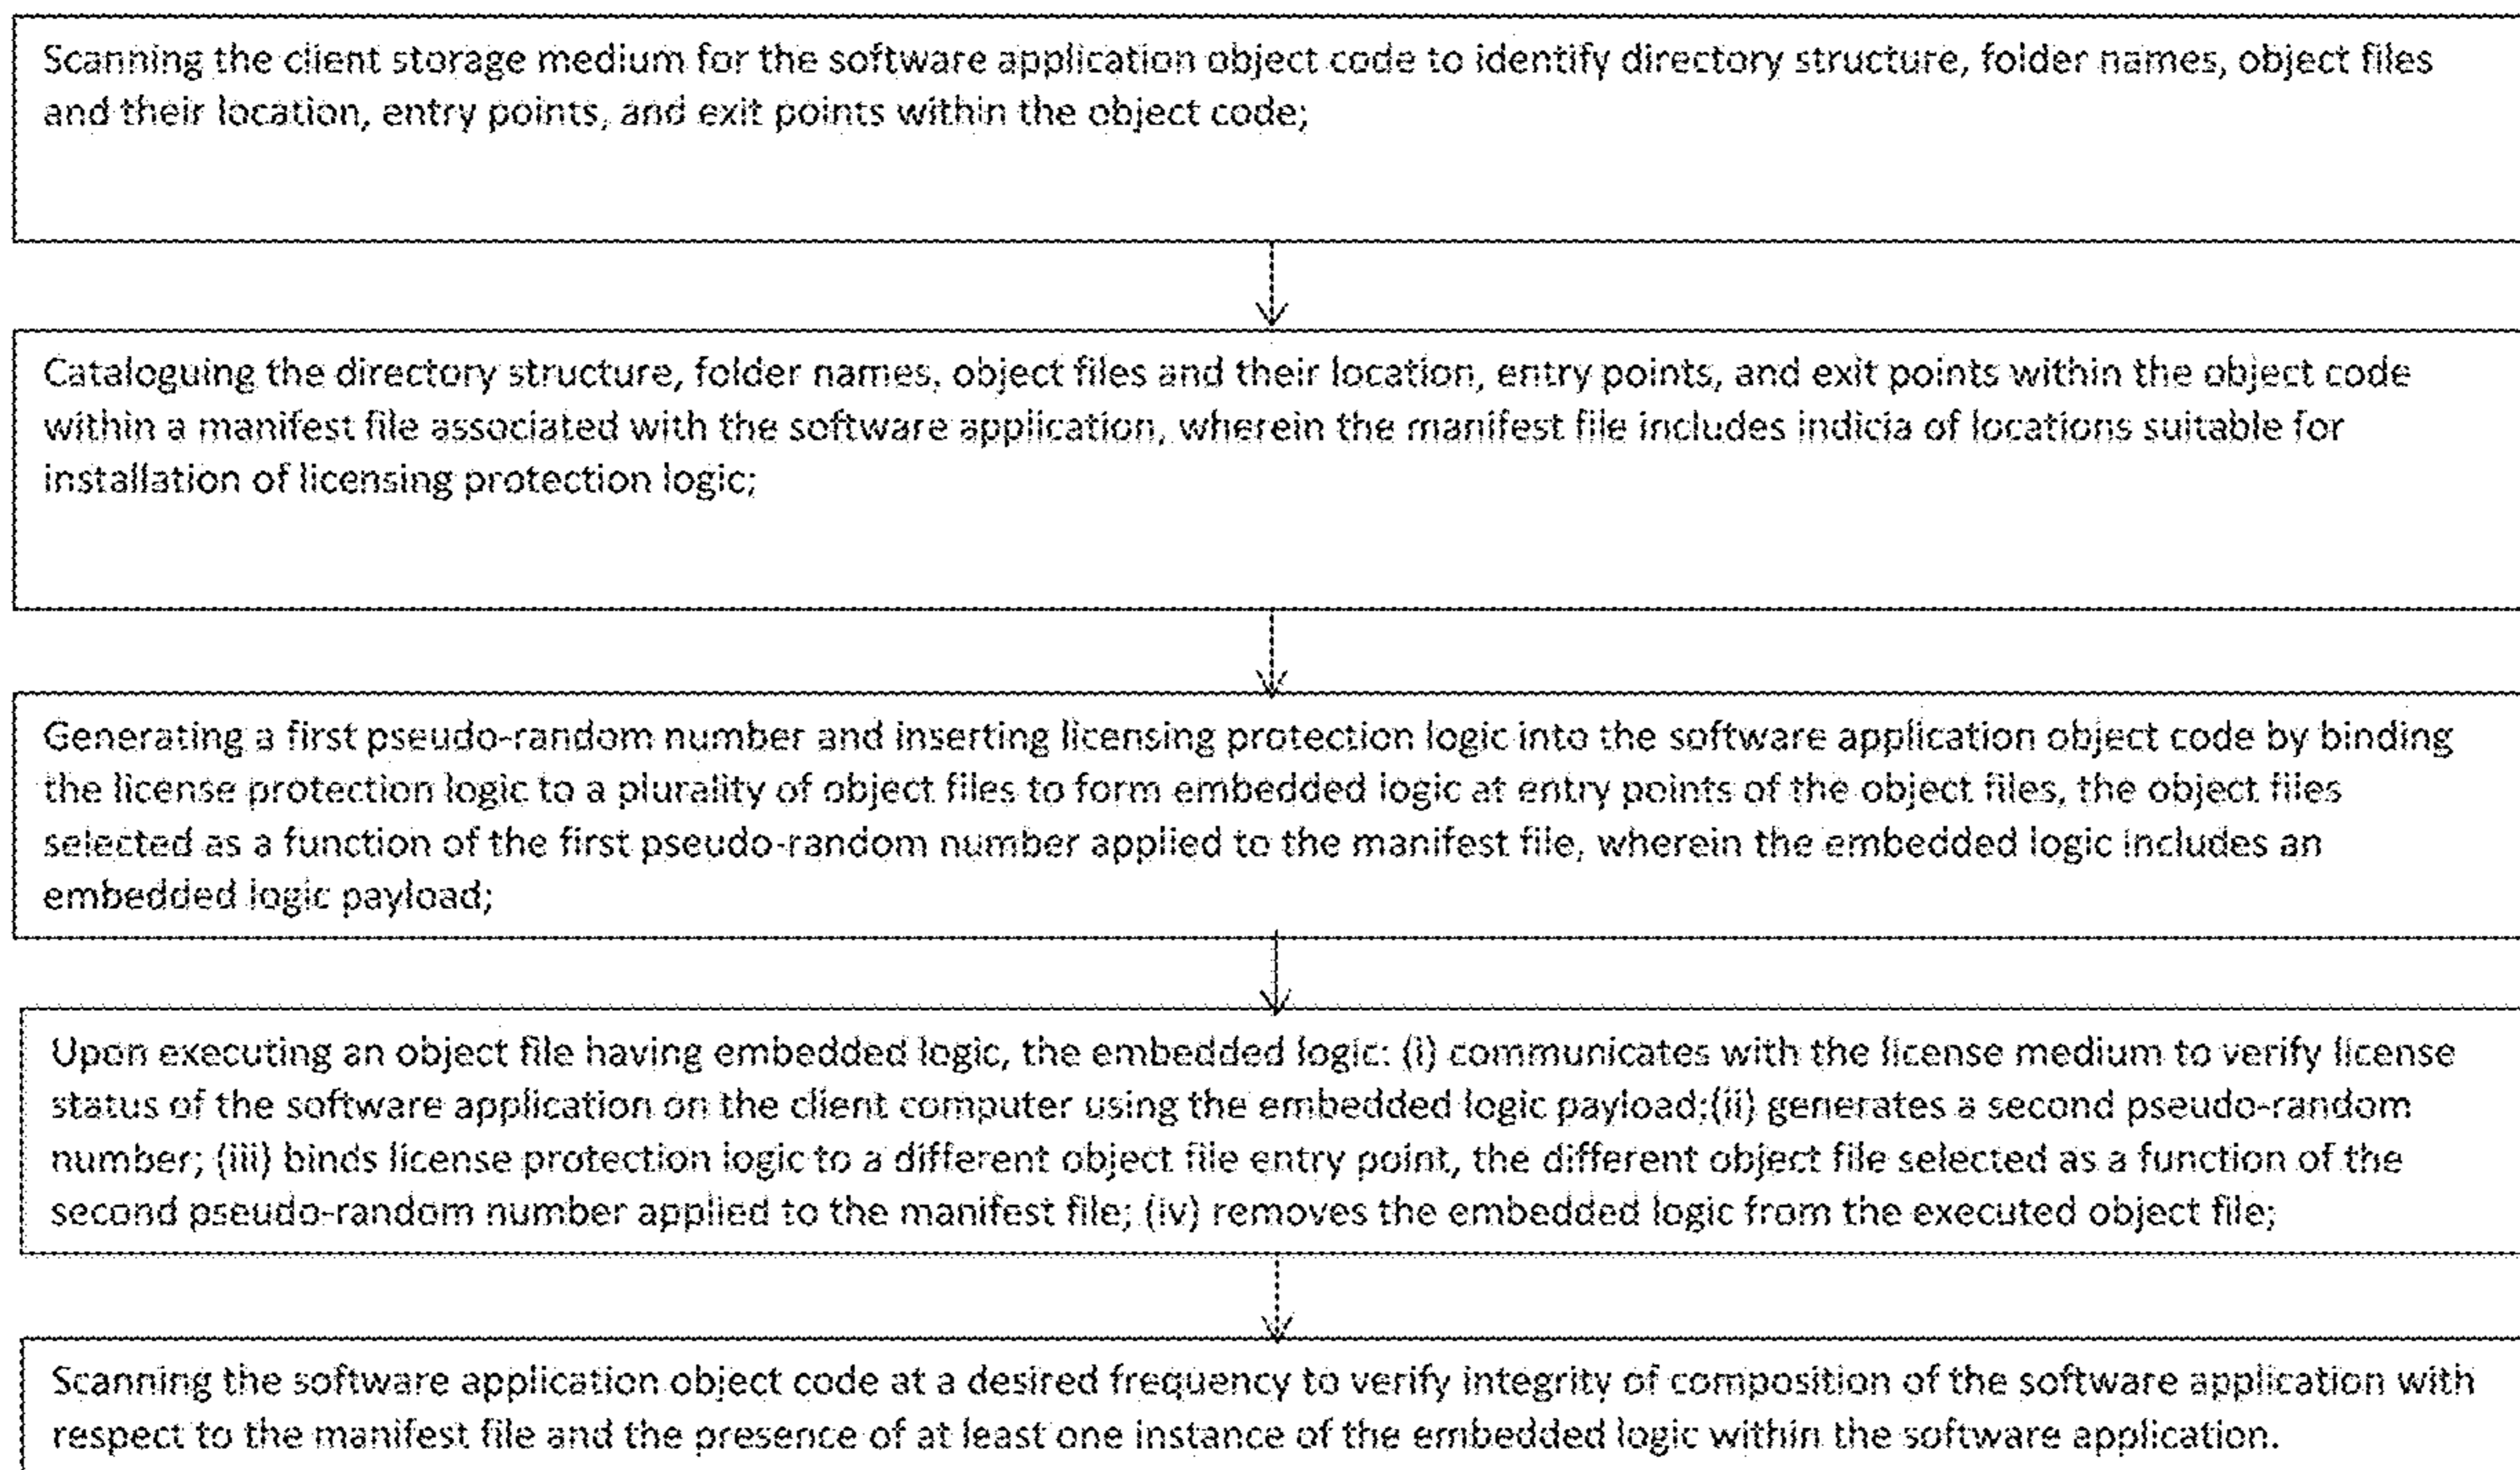 Scanning the client storage medium for the software application object code to identify directory structure, folder names, object files
and their location, entry points, and exit points within the object code;
Cataloguing the directory structure, folder names, object files and their location, entry points, and exit points within the object code
within a manifest file associated with the software application, wherein the manifest file includes indicia of locations suitable for
installation of licensing protection logic;
Generating a first pseudo-random number and inserting licensing protection logic into the software application object code by binding
the license protection logic to a plurality of object files to form embedded logic at entry points of the object files, the object files
selected as a function of the first pseudo-random number applied to the manifest file, wherein the embedded logic includes an
embedded logic payload;
Upon executing an object file having embedded logic, the embedded logic: (i) communicates with the license medium to verify license
status of the software application on the client computer using the embedded logic payload;(ii) generates a second pseudo-random
number; (iii) binds license protection logic to a different object file entry point, the different object file selected as a function of the
second pseudo-random number applied to the manifest file; (iv) removes the embedded logic from the executed object file;
Scanning the software application object code at a desired frequency to verify integrity of composition of the software application with
respect to the manifest file and the presence of at least one instance of the embedded logic within the software application.